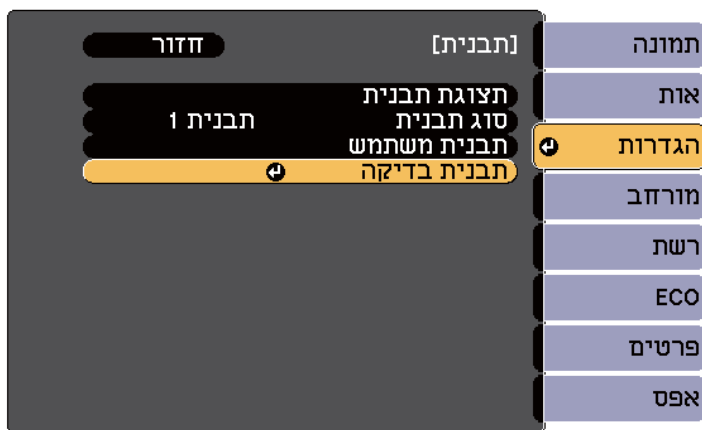 [תבנית] חזור
תצוגת תבנית
סוג תבנית תבנית 1
תבנית משתמש
תבנית בדיקה
תמונה
אות
הגדרות
מורחב
רשת
ECO
פרטים
אפס